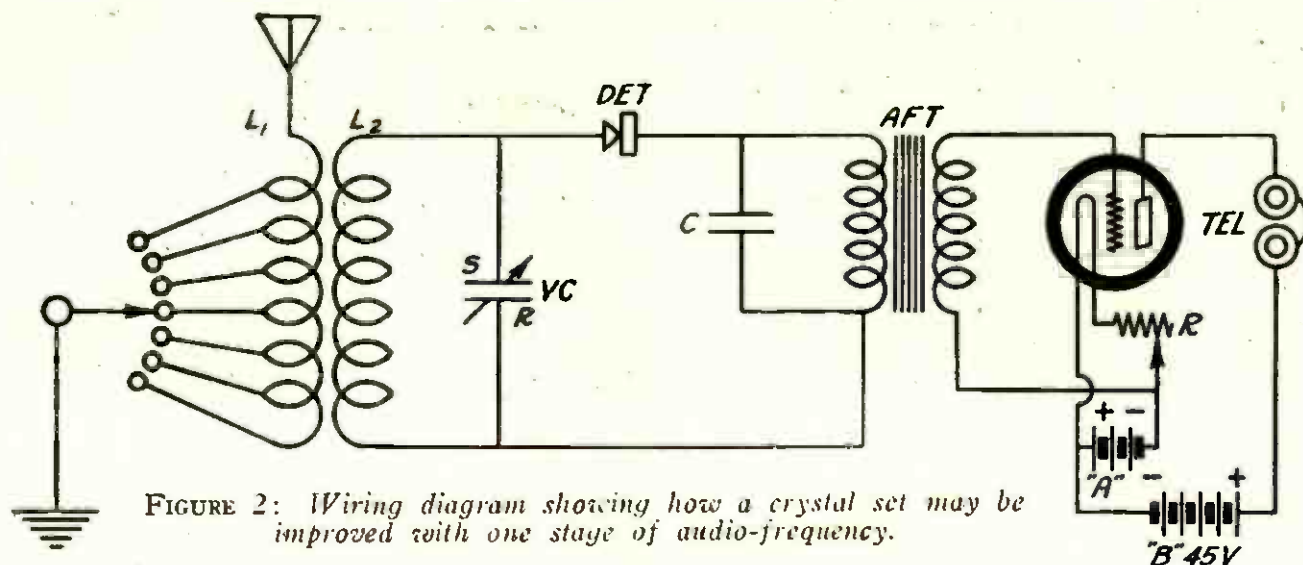 DET
AFT
L1 L2
C
TEL
S
VC
R
R
+ -
"A"
- +
"B" 45V
FIGURE 2: Wiring diagram showing how a crystal set may be
improved with one stage of audio-frequency.